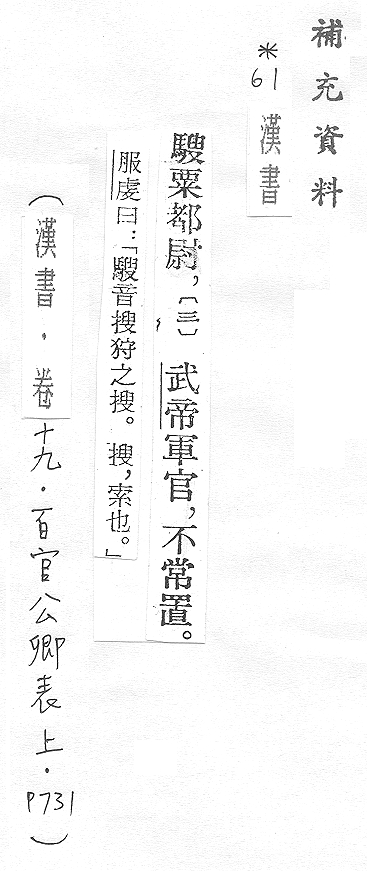 補充資料
*61 漢書
騪粟都尉,〔三〕武帝軍官,不常置。
服虔曰:「騪音搜狩之搜。搜,索也。」
(漢書.卷十九.百官公卿表上.P731)